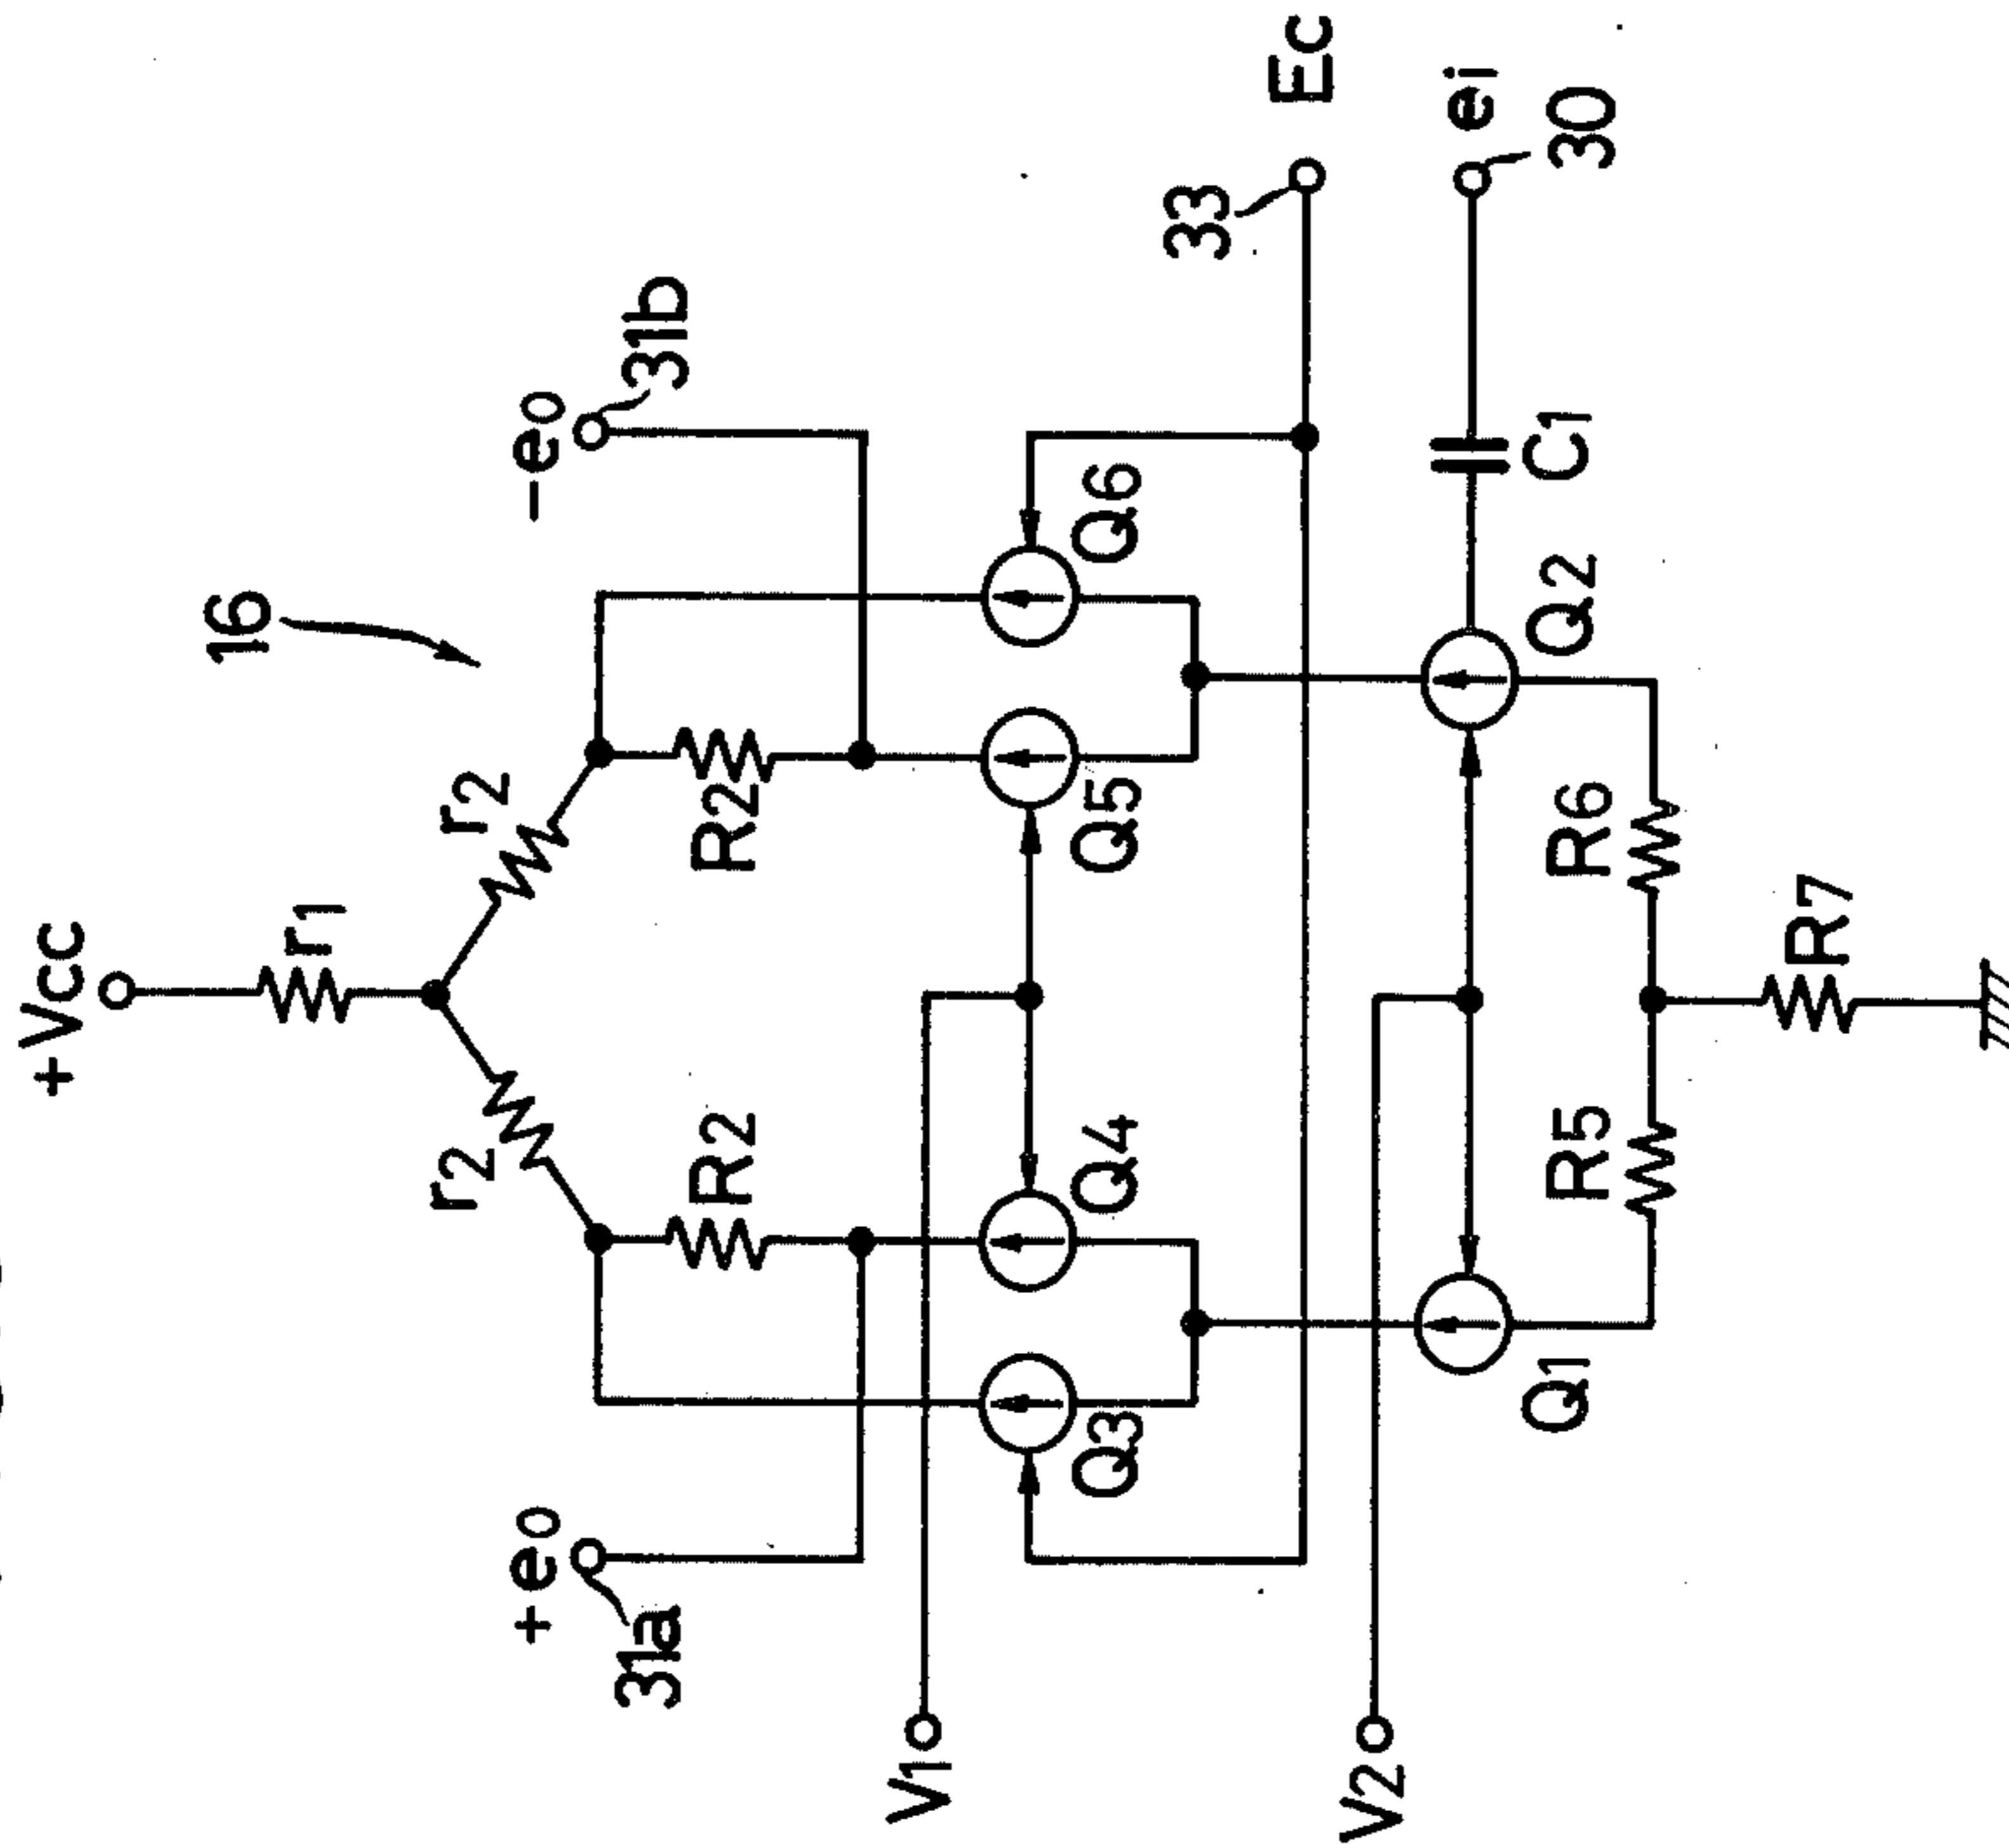 +Vcc
r1
16
r2
r2
R2
R2
+eo
31a
-eo
31b
V1
Q3
Q4
Q5
Q6
33
Ec
V2
Q1
Q2
C1
ei
30
R5
R6
R7